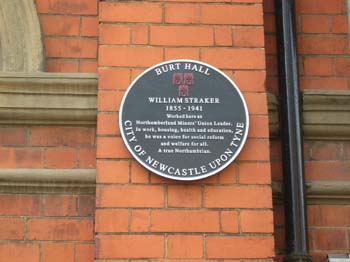 BURT HALL
WILLIAM STRAKER
1855 - 1941
Worked here as
Northumberland Miners' Union Leader.
In work, housing, health and education,
he was a voice for social reform
and welfare for all.
A true Northumbrian.
CITY OF NEWCASTLE UPON TYNE